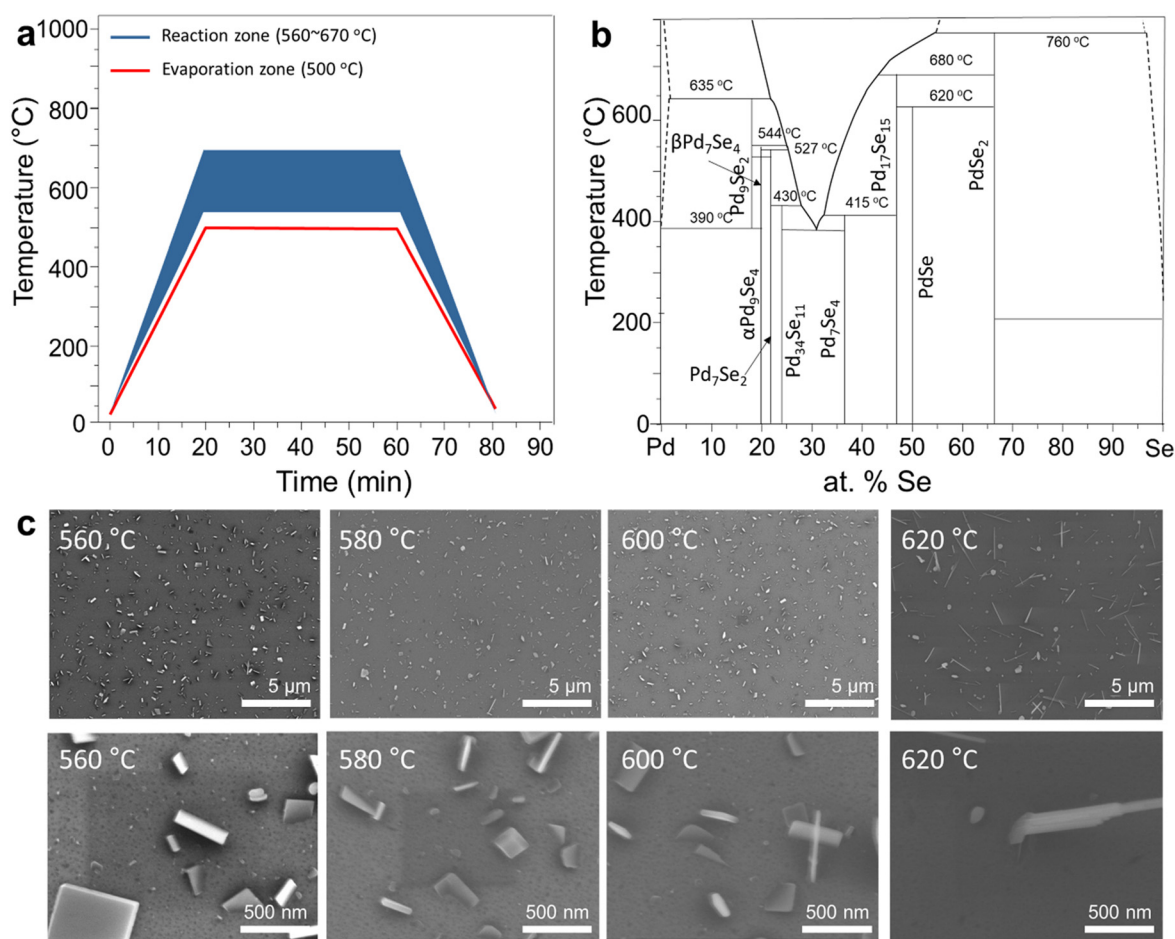 a
Temperature (°C)
1000
800
600
400
200
0
Reaction zone (560~670 °C)
Evaporation zone (500 °C)
0 10 20 30 40 50 60 70 80 90
Time (min)
b
Temperature (°C)
600
400
200
0
635 °C
760 °C
680 °C
620 °C
544 °C
527 °C
430 °C
415 °C
390 °C
βPd₇Se₄
Pd₉Se₂
αPd₉Se₄
Pd₇Se₂
Pd₃₄Se₁₁
Pd₇Se₄
Pd₁₇Se₁₅
PdSe
PdSe₂
Pd 10 20 30 40 50 60 70 80 90 Se
at. % Se
c
560 °C
5 µm
580 °C
5 µm
600 °C
5 µm
620 °C
5 µm
560 °C
500 nm
580 °C
500 nm
600 °C
500 nm
620 °C
500 nm